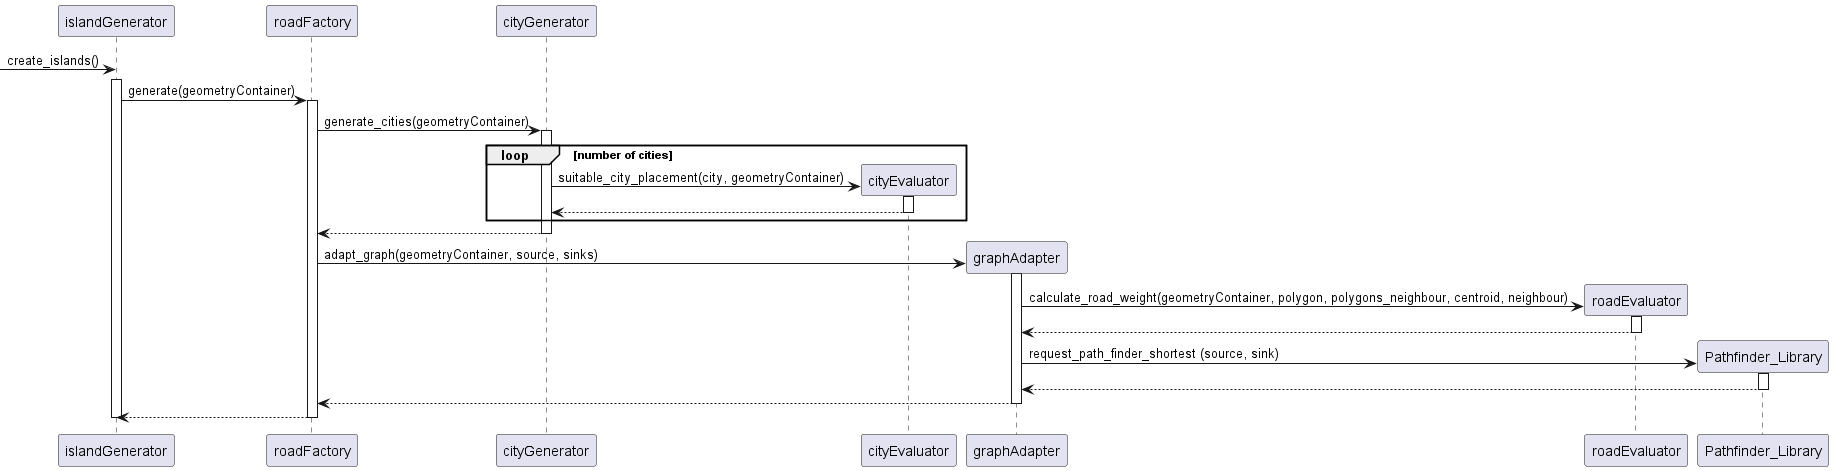 islandGenerator
roadFactory
cityGenerator
create_islands()
generate(geometryContainer)
generate_cities(geometryContainer)
loop
[number of cities]
suitable_city_placement(city, geometryContainer)
cityEvaluator
adapt_graph(geometryContainer, source, sinks)
graphAdapter
calculate_road_weight(geometryContainer, polygon, polygons_neighbour, centroid, neighbour)
roadEvaluator
request_path_finder_shortest (source, sink)
Pathfinder_Library
islandGenerator
roadFactory
cityGenerator
cityEvaluator
graphAdapter
roadEvaluator
Pathfinder_Library